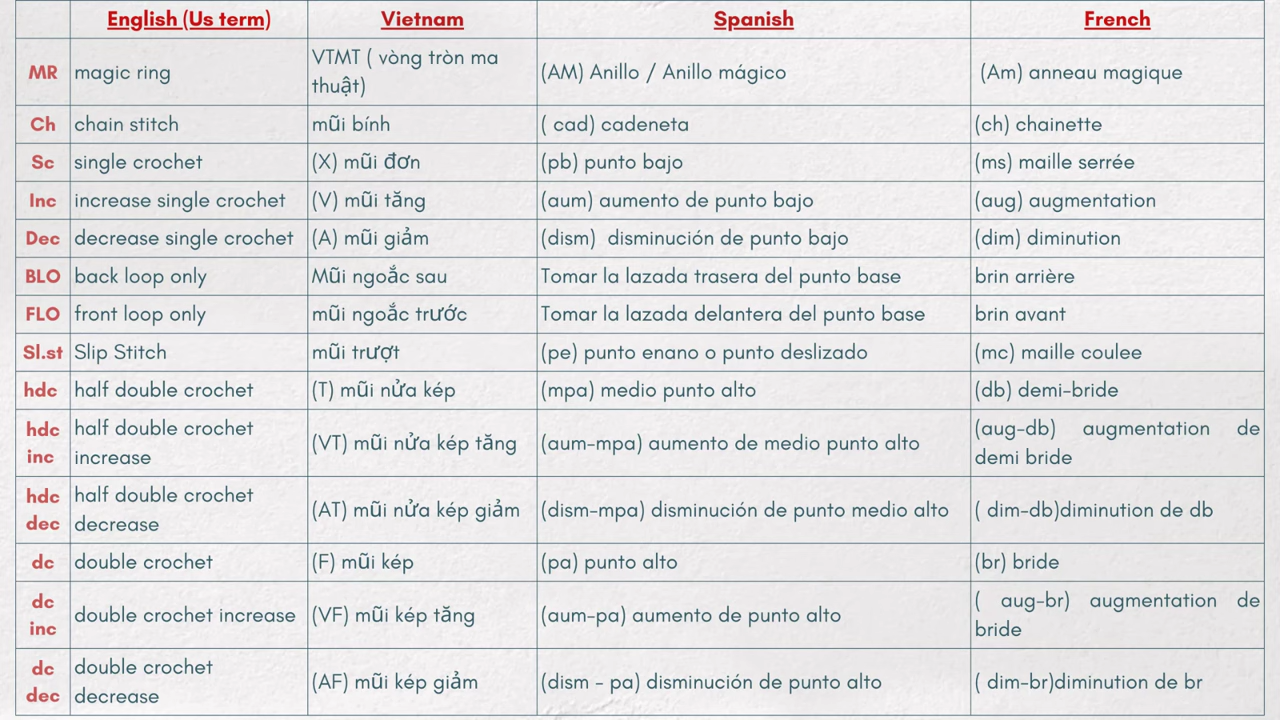 English (Us term) Vietnam Spanish French
MR magic ring VTMT ( vòng tròn ma thuật) (AM) Anillo / Anillo mágico (Am) anneau magique
Ch chain stitch mũi bính (cad) cadeneta (ch) chainette
Sc single crochet (X) mũi đơn (pb) punto bajo (ms) maille serrée
Inc increase single crochet (V) mũi tăng (aum) aumento de punto bajo (aug) augmentation
Dec decrease single crochet (A) mũi giảm (dism) disminución de punto bajo (dim) diminution
BLO back loop only Mũi ngoắc sau Tomar la lazada trasera del punto base brin arrière
FLO front loop only mũi ngoắc trước Tomar la lazada delantera del punto base brin avant
Sl.st Slip Stitch mũi trượt (pe) punto enano o punto deslizado (mc) maille coulee
hdc half double crochet (T) mũi nửa kép (mpa) medio punto alto (db) demi-bride
hdc inc half double crochet increase (VT) mũi nửa kép tăng (aum-mpa) aumento de medio punto alto (aug-db) augmentation de demi bride
hdc dec half double crochet decrease (AT) mũi nửa kép giảm (dism-mpa) disminución de punto medio alto ( dim-db)diminution de db
dc double crochet (F) mũi kép (pa) punto alto (br) bride
dc inc double crochet increase (VF) mũi kép tăng (aum-pa) aumento de punto alto ( aug-br) augmentation de bride
dc dec double crochet decrease (AF) mũi kép giảm (dism - pa) disminución de punto alto ( dim-br)diminution de br